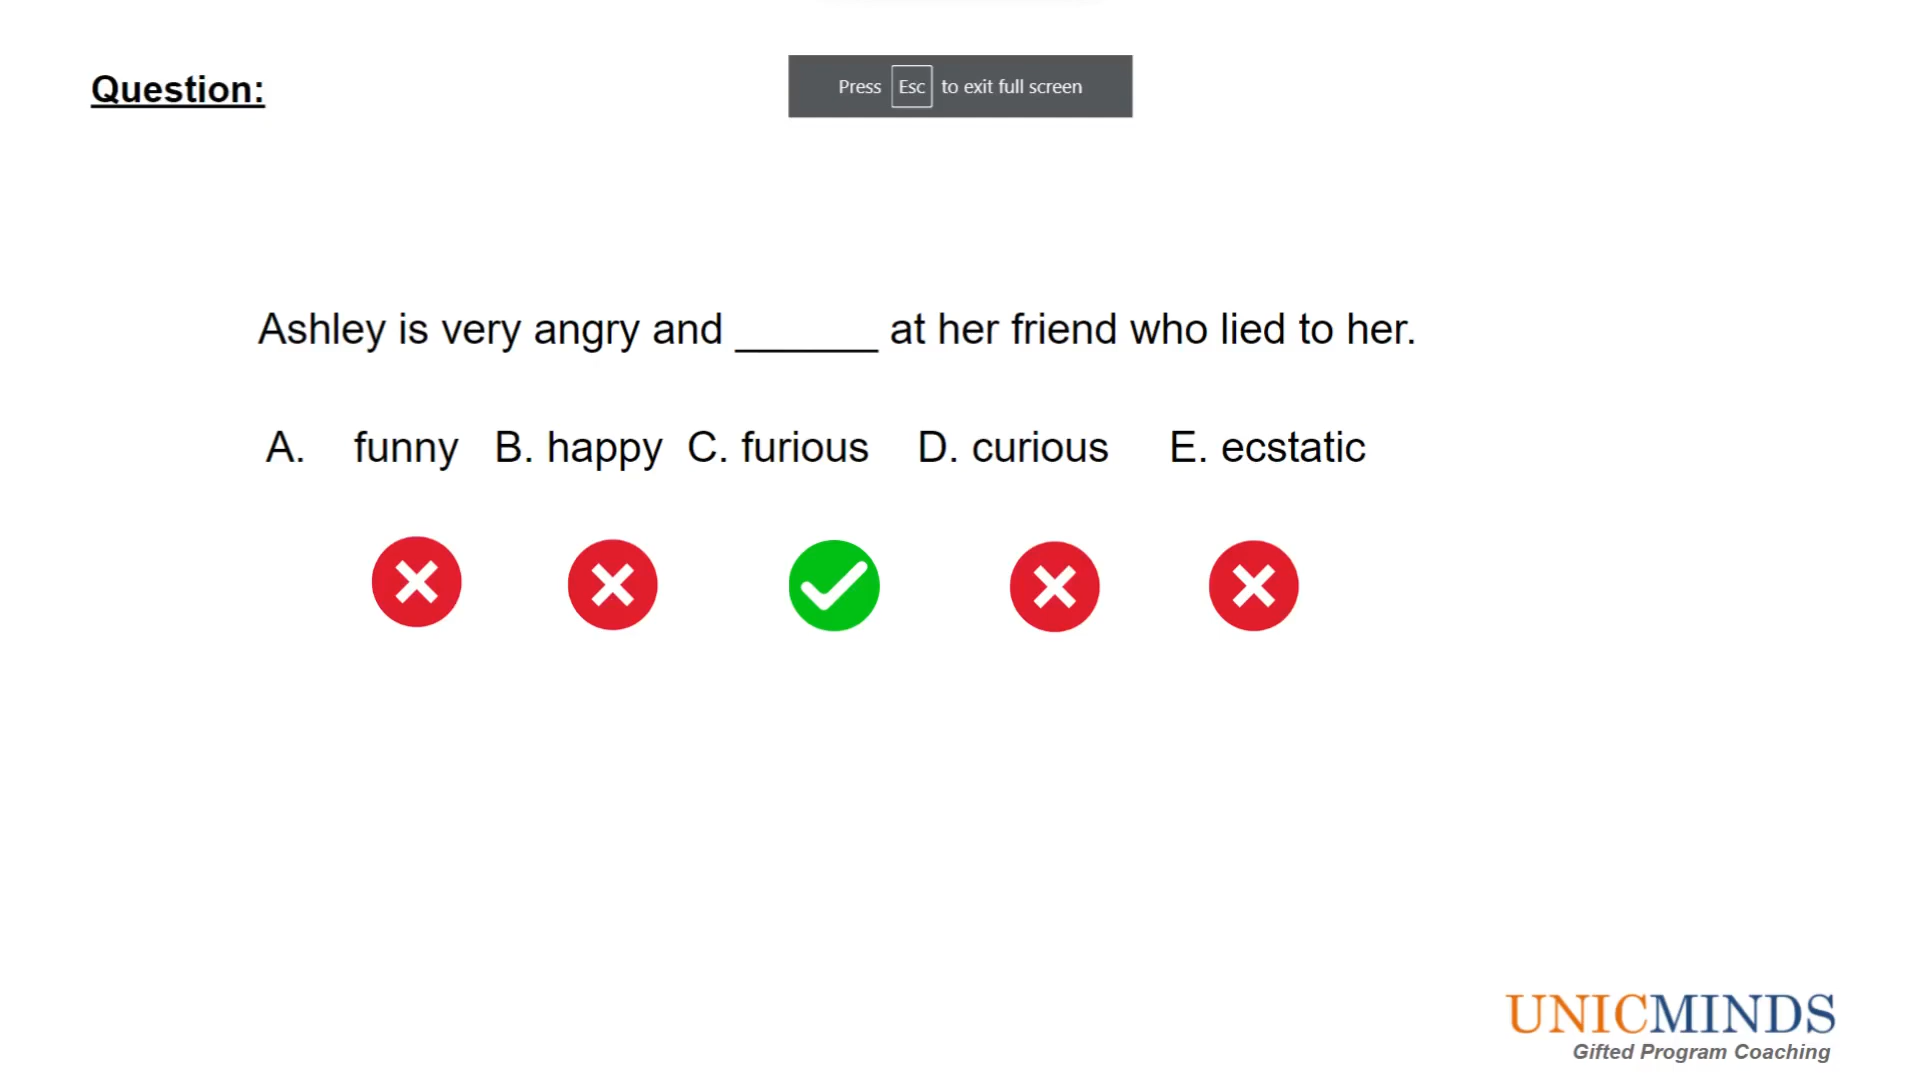 Question:
Press Esc to exit full screen
Ashley is very angry and ______ at her friend who lied to her.
A. funny B. happy C. furious D. curious E. ecstatic
UNICMINDS
Gifted Program Coaching